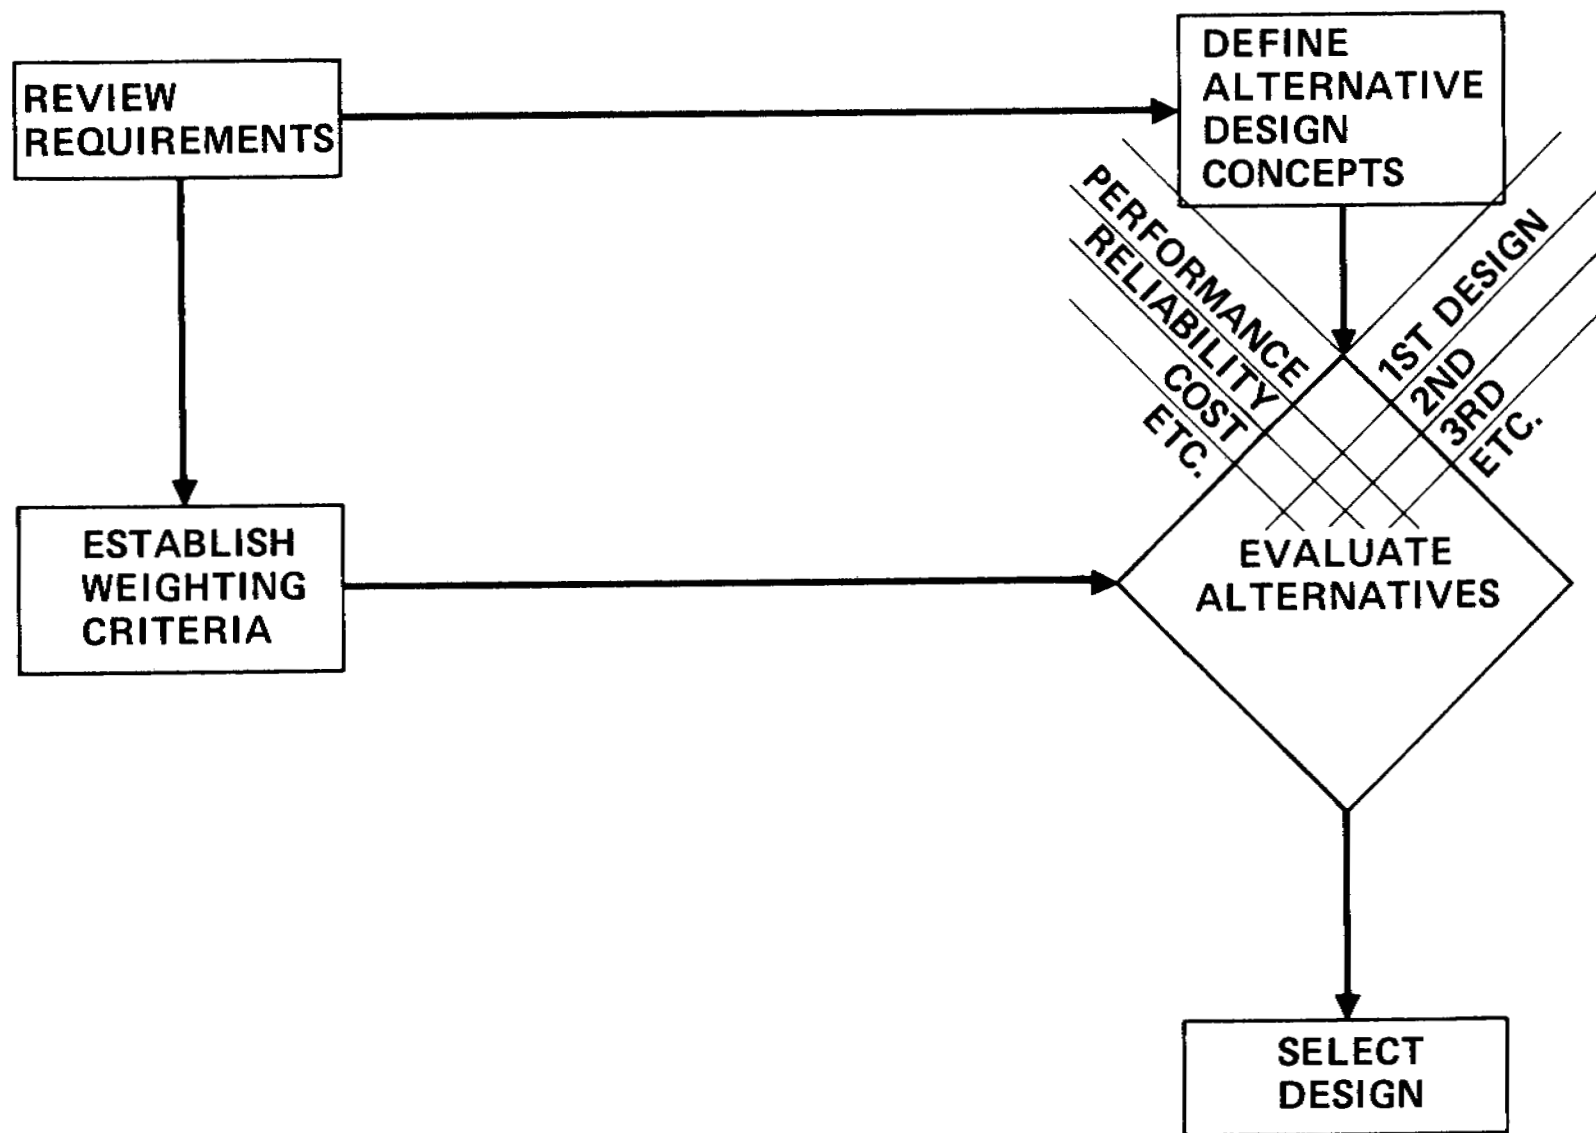 REVIEW
REQUIREMENTS
DEFINE
ALTERNATIVE
DESIGN
CONCEPTS
PERFORMANCE
RELIABILITY
COST
ETC.
1ST DESIGN
2ND
3RD
ETC.
ESTABLISH
WEIGHTING
CRITERIA
EVALUATE
ALTERNATIVES
SELECT
DESIGN